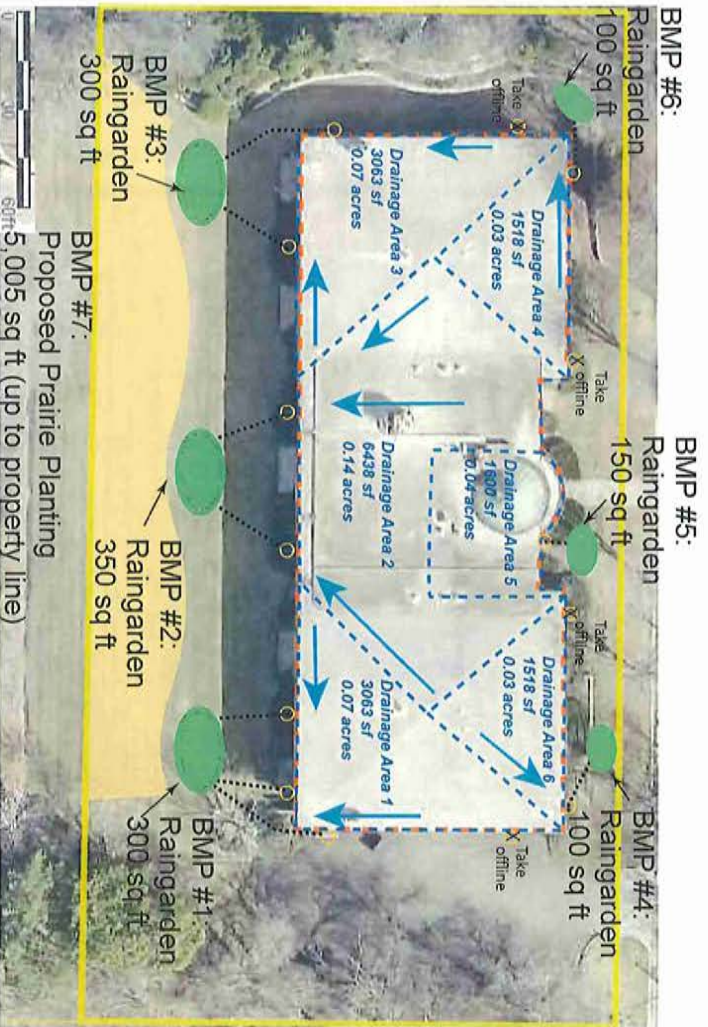 BMP #6:
Raingarden
100 sq ft
BMP #5:
Raingarden
150 sq ft
BMP #4:
Raingarden
100 sq ft
Take
offline
X
Take
offline
X
Take
offline
X
Take
offline
X
Drainage Area 4
1518 sf
0.03 acres
Drainage Area 5
1800 sf
0.04 acres
Drainage Area 6
1518 sf
0.03 acres
Drainage Area 3
3063 sf
0.07 acres
Drainage Area 2
6438 sf
0.14 acres
Drainage Area 1
3063 sf
0.07 acres
BMP #3:
Raingarden
300 sq ft
BMP #2:
Raingarden
350 sq ft
BMP #1:
Raingarden
300 sq ft
BMP #7:
Proposed Prairie Planting
5,005 sq ft (up to property line)
0
30
60ft